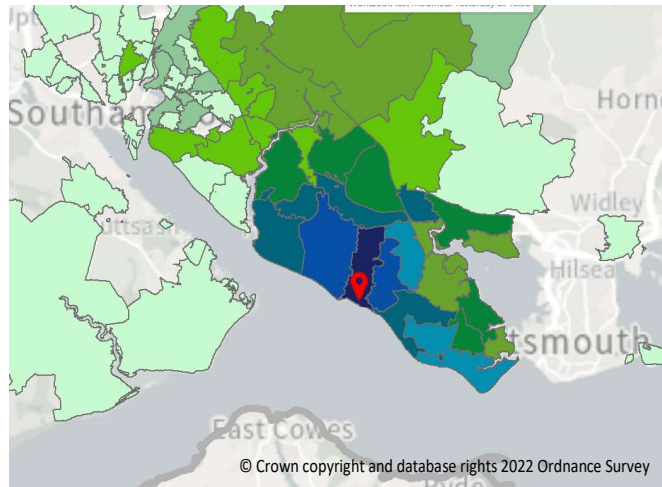 Southam
Horn
Widley
Hilsea
tsmouth
East Cowes
© Crown copyright and database rights 2022 Ordnance Survey